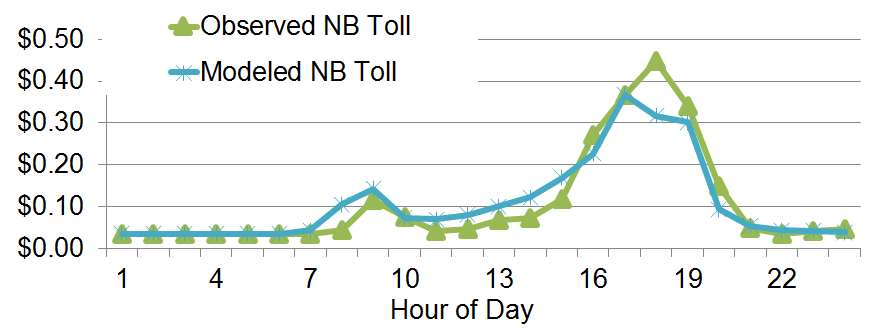 Observed NB Toll
Modeled NB Toll
$0.50
$0.40
$0.30
$0.20
$0.10
$0.00
1 4 7 10 13 16 19 22
Hour of Day